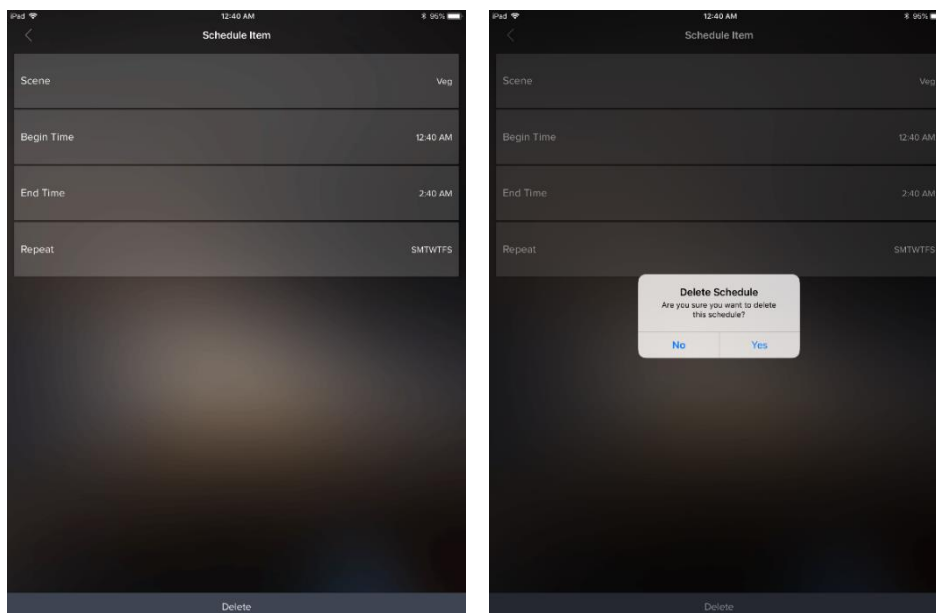 iPad 12:40 AM 95%
Schedule Item
Scene Veg
Begin Time 12:40 AM
End Time 2:40 AM
Repeat SMTWTFS
Delete
iPad 12:40 AM 95%
Schedule Item
Scene Veg
Begin Time 12:40 AM
End Time 2:40 AM
Repeat SMTWTFS
Delete Schedule
Are you sure you want to delete
this schedule?
No Yes
Delete